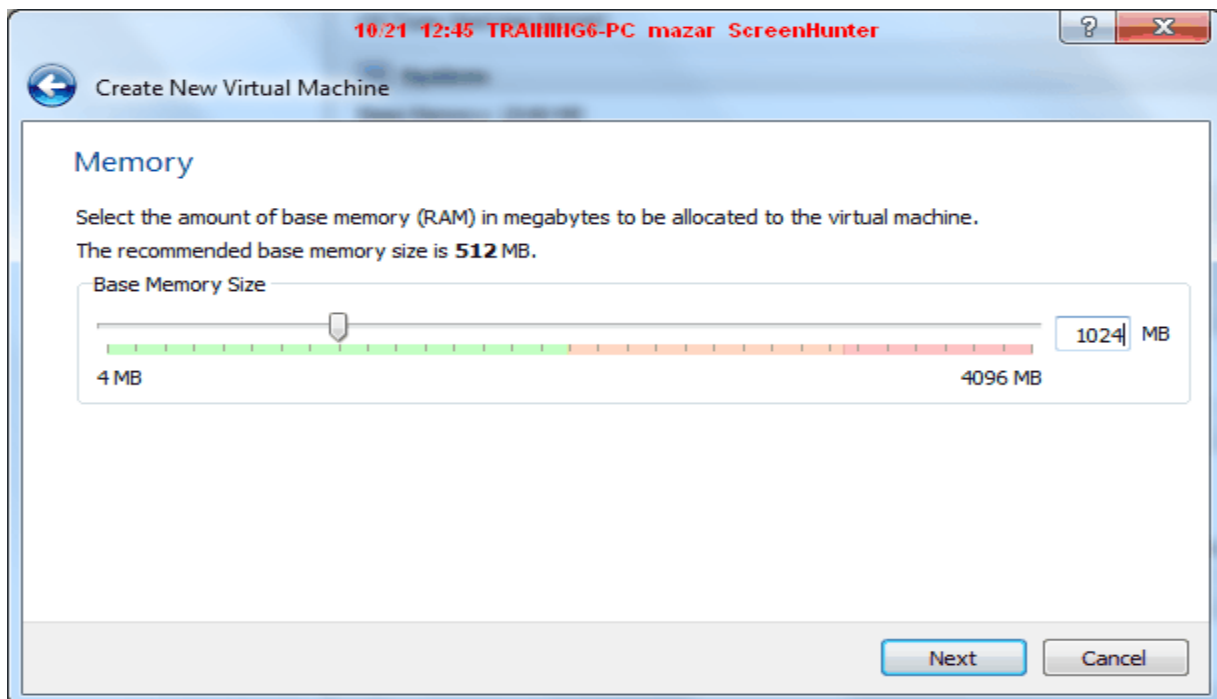 10/21 12:45 TRAINING6-PC mazar ScreenHunter
?
Create New Virtual Machine
Memory
Select the amount of base memory (RAM) in megabytes to be allocated to the virtual machine.
The recommended base memory size is 512 MB.
Base Memory Size
1024 MB
4 MB 4096 MB
Next Cancel